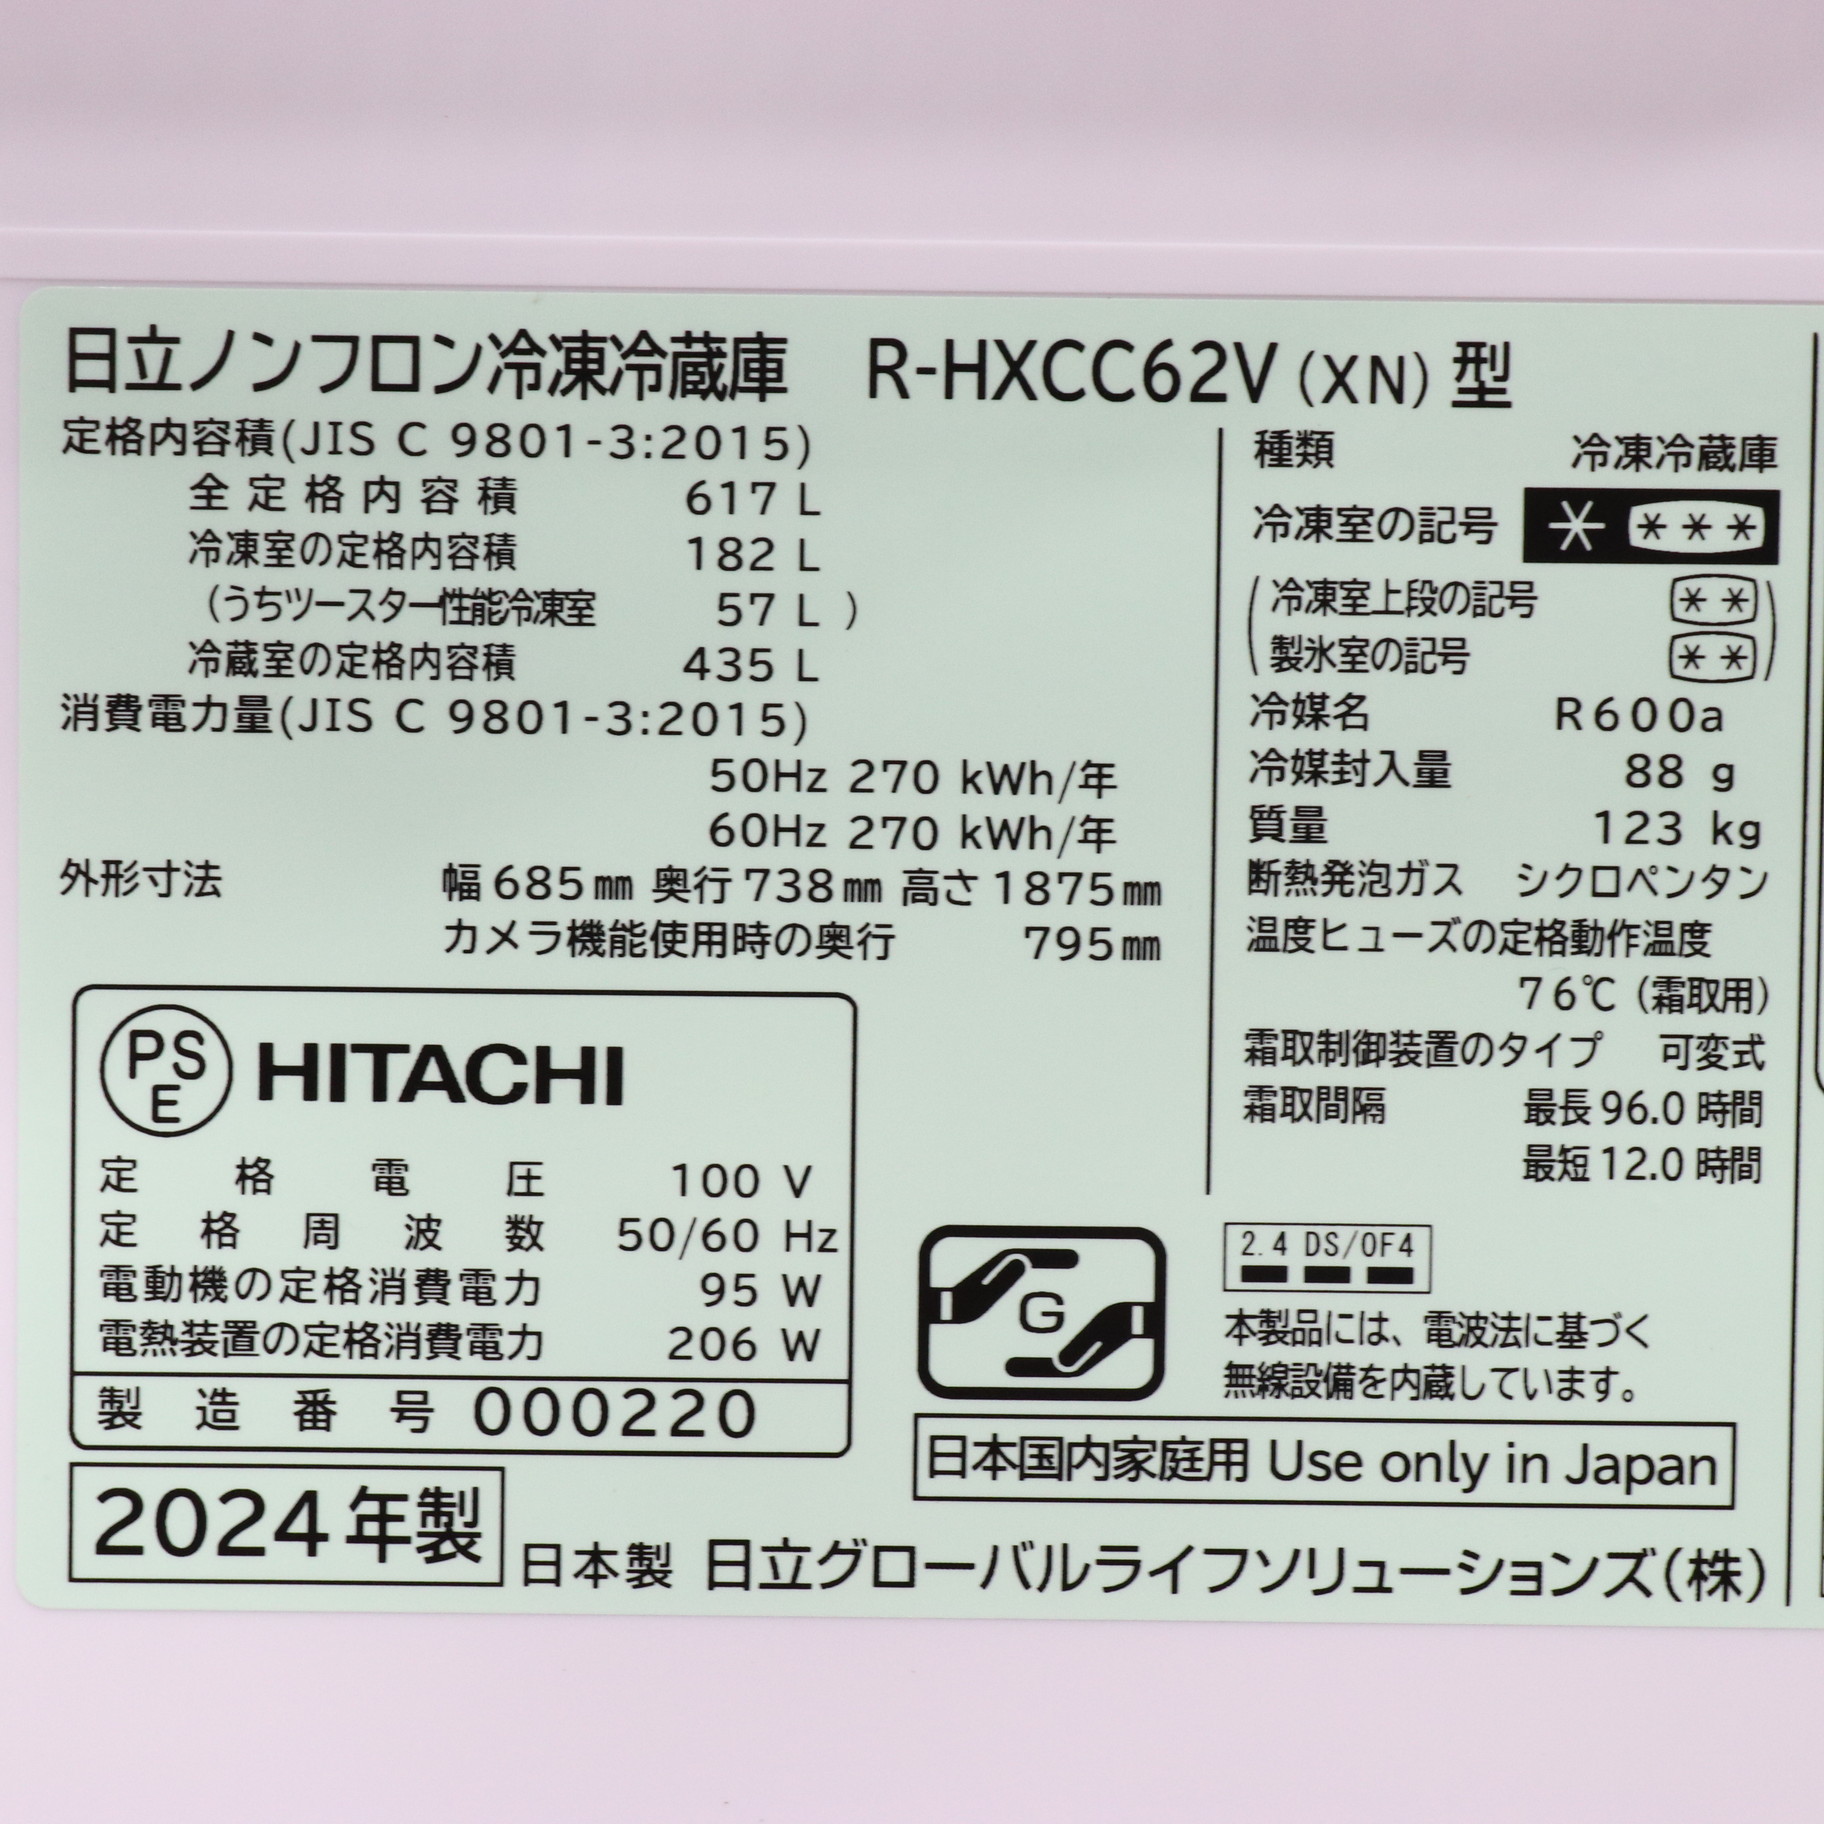 日立ノンフロン冷凍冷蔵庫 R-HXCC62V (XN) 型
定格内容積(JIS C 9801-3:2015)
全定格内容積 617 L
冷凍室の定格内容積 182 L
(うちツースター性能冷凍室 57 L )
冷蔵室の定格内容積 435 L
消費電力量(JIS C 9801-3:2015)
50Hz 270 kWh/年
60Hz 270 kWh/年
外形寸法 幅 685㎜ 奥行 738㎜ 高さ 1875㎜
カメラ機能使用時の奥行 795㎜
種類 冷凍冷蔵庫
冷凍室の記号 * ***
(冷凍室上段の記号 **)
(製氷室の記号 **)
冷媒名 R600a
冷媒封入量 88 g
質量 123 kg
断熱発泡ガス シクロペンタン
温度ヒューズの定格動作温度
76℃ (霜取用)
霜取制御装置のタイプ 可変式
霜取間隔 最長 96.0 時間
最短 12.0 時間
PSE HITACHI
定格電圧 100 V
定格周波数 50/60 Hz
電動機の定格消費電力 95 W
電熱装置の定格消費電力 206 W
製造番号 000220
G
2.4 DS/OF4
本製品には、電波法に基づく
無線設備を内蔵しています。
日本国内家庭用 Use only in Japan
2024年製 日本製 日立グローバルライフソリューションズ(株)